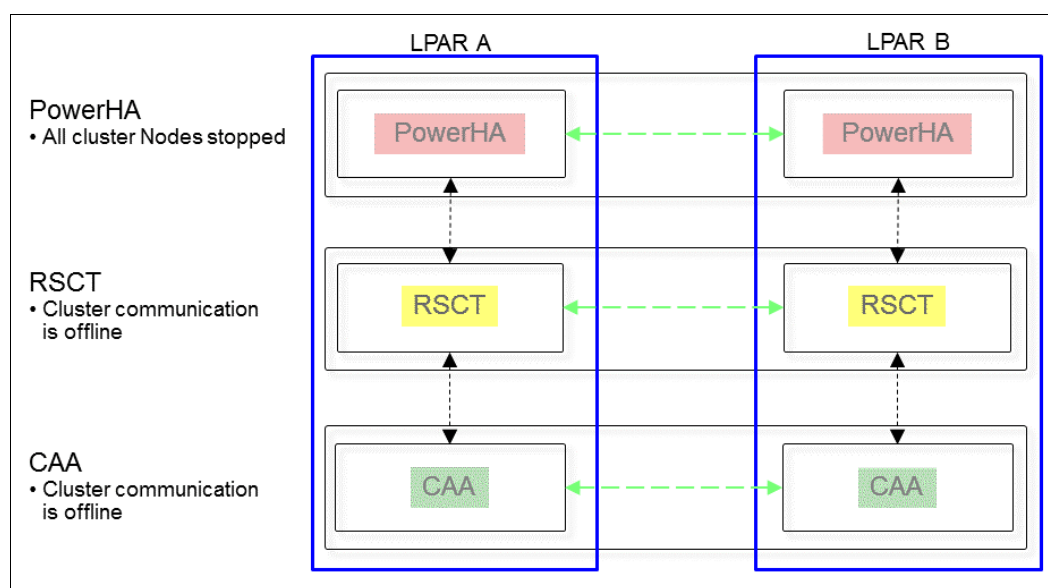 LPAR A
LPAR B
PowerHA
• All cluster Nodes stopped
PowerHA
PowerHA
RSCT
• Cluster communication
is offline
RSCT
RSCT
CAA
• Cluster communication
is offline
CAA
CAA